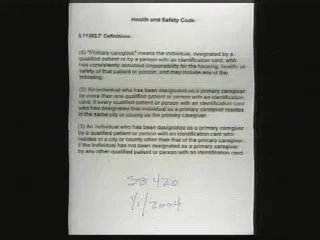 Health and Safety Code
§ 11362.7. Definitions.
(d) "Primary caregiver" means the individual, designated by a
qualified patient or by a person with an identification card, who
has consistently assumed responsibility for the housing, health, or
safety of that patient or person, and may include any of the
following:
(2) An individual who has been designated as a primary caregiver
by more than one qualified patient or person with an identification
card, if every qualified patient or person with an identification card
who has designated that individual as a primary caregiver resides
in the same city or county as the primary caregiver.
(3) An individual who has been designated as a primary caregiver
by a qualified patient or person with an identification card who
resides in a city or county other than that of the primary caregiver,
if the individual has not been designated as a primary caregiver
by any other qualified patient or person with an identification card.
SB 420
1/1/2004